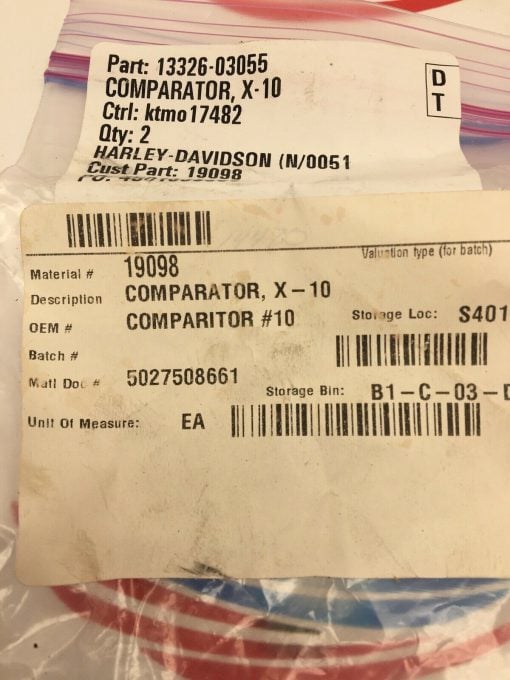 Part: 13326-03055
COMPARATOR, X-10
Ctrl: ktmo17482
Qty: 2
HARLEY-DAVIDSON (N/0051
Cust Part: 19098
D
T
Valuation type (for batch)
Material # 19098
Description COMPARATOR, X-10
OEM # COMPARITOR #10
Storage Loc: S401
Batch #
Matl Doc # 5027508661
Storage Bin: B1-C-03-
Unit Of Measure: EA